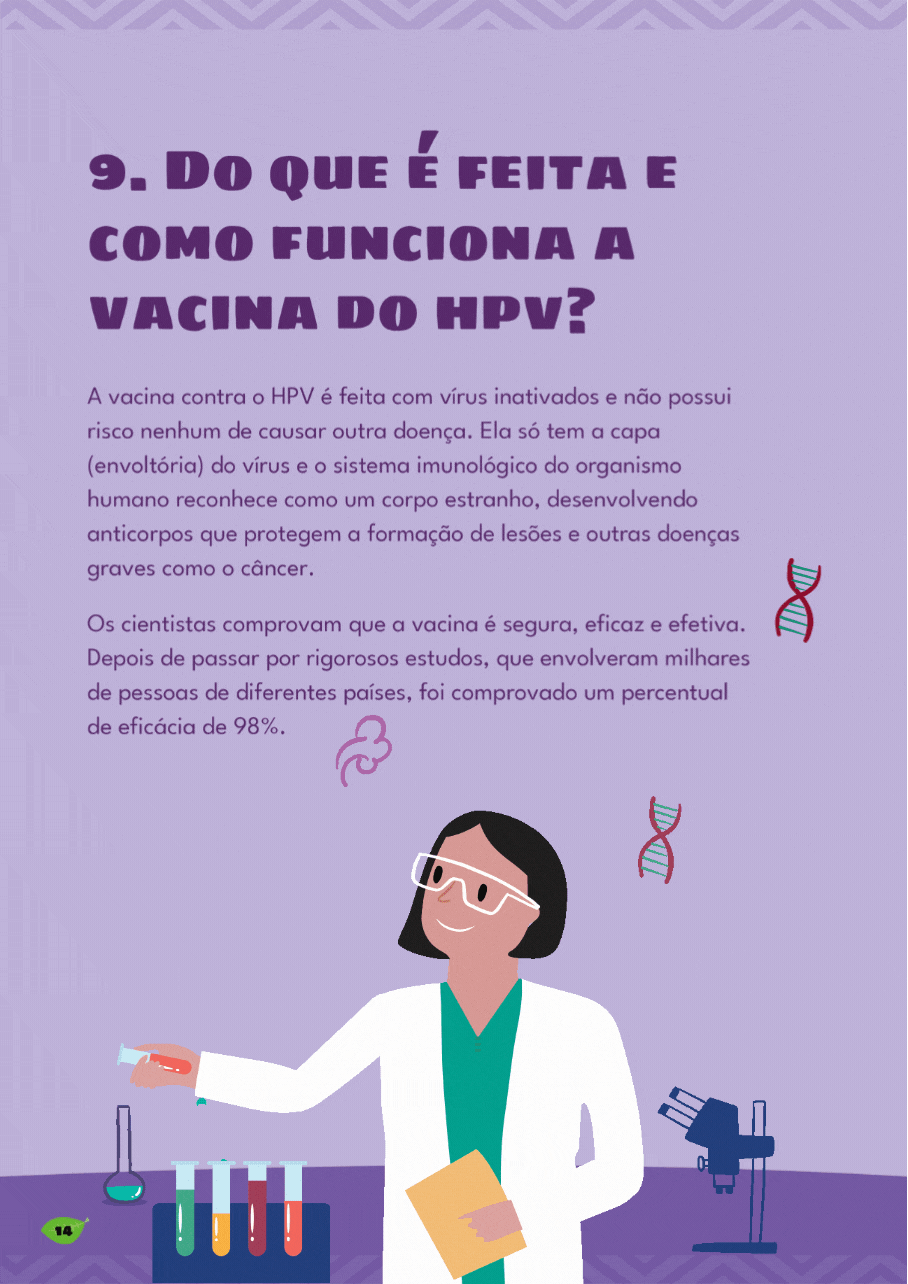 9. Do que é feita e
como funciona a
vacina do HPV?
A vacina contra o HPV é feita com vírus inativados e não possui
risco nenhum de causar outra doença. Ela só tem a capa
(envoltória) do vírus e o sistema imunológico do organismo
humano reconhece como um corpo estranho, desenvolvendo
anticorpos que protegem a formação de lesões e outras doenças
graves como o câncer.
Os cientistas comprovam que a vacina é segura, eficaz e efetiva.
Depois de passar por rigorosos estudos, que envolveram milhares
de pessoas de diferentes países, foi comprovado um percentual
de eficácia de 98%.
14